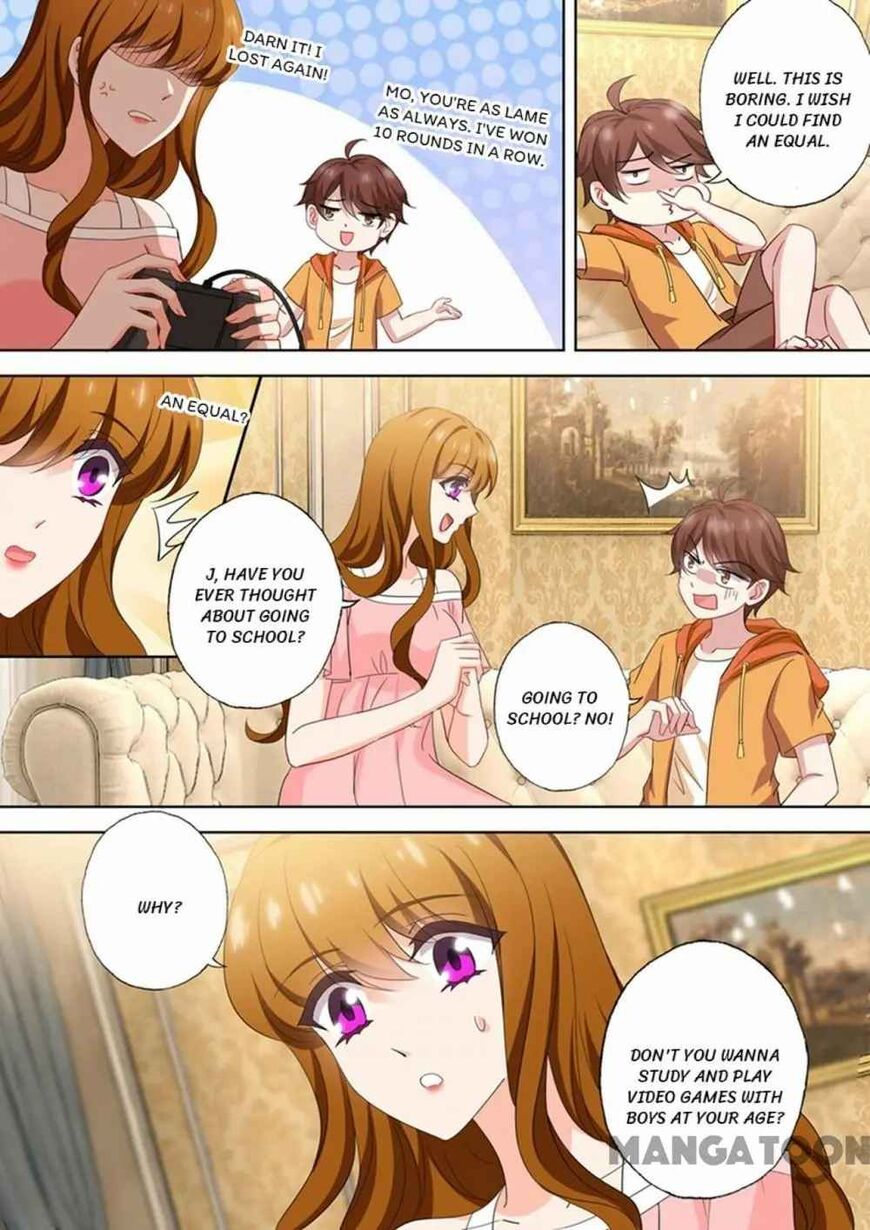 DARN IT! I
LOST AGAIN!
MO, YOU'RE AS LAME
AS ALWAYS. I'VE WON
10 ROUNDS IN A ROW.
WELL. THIS IS
BORING. I WISH
I COULD FIND
AN EQUAL.
AN EQUAL?
J, HAVE YOU
EVER THOUGHT
ABOUT GOING
TO SCHOOL?
GOING TO
SCHOOL? NO!
WHY?
DON'T YOU WANNA
STUDY AND PLAY
VIDEO GAMES WITH
BOYS AT YOUR AGE?
MANGATOON